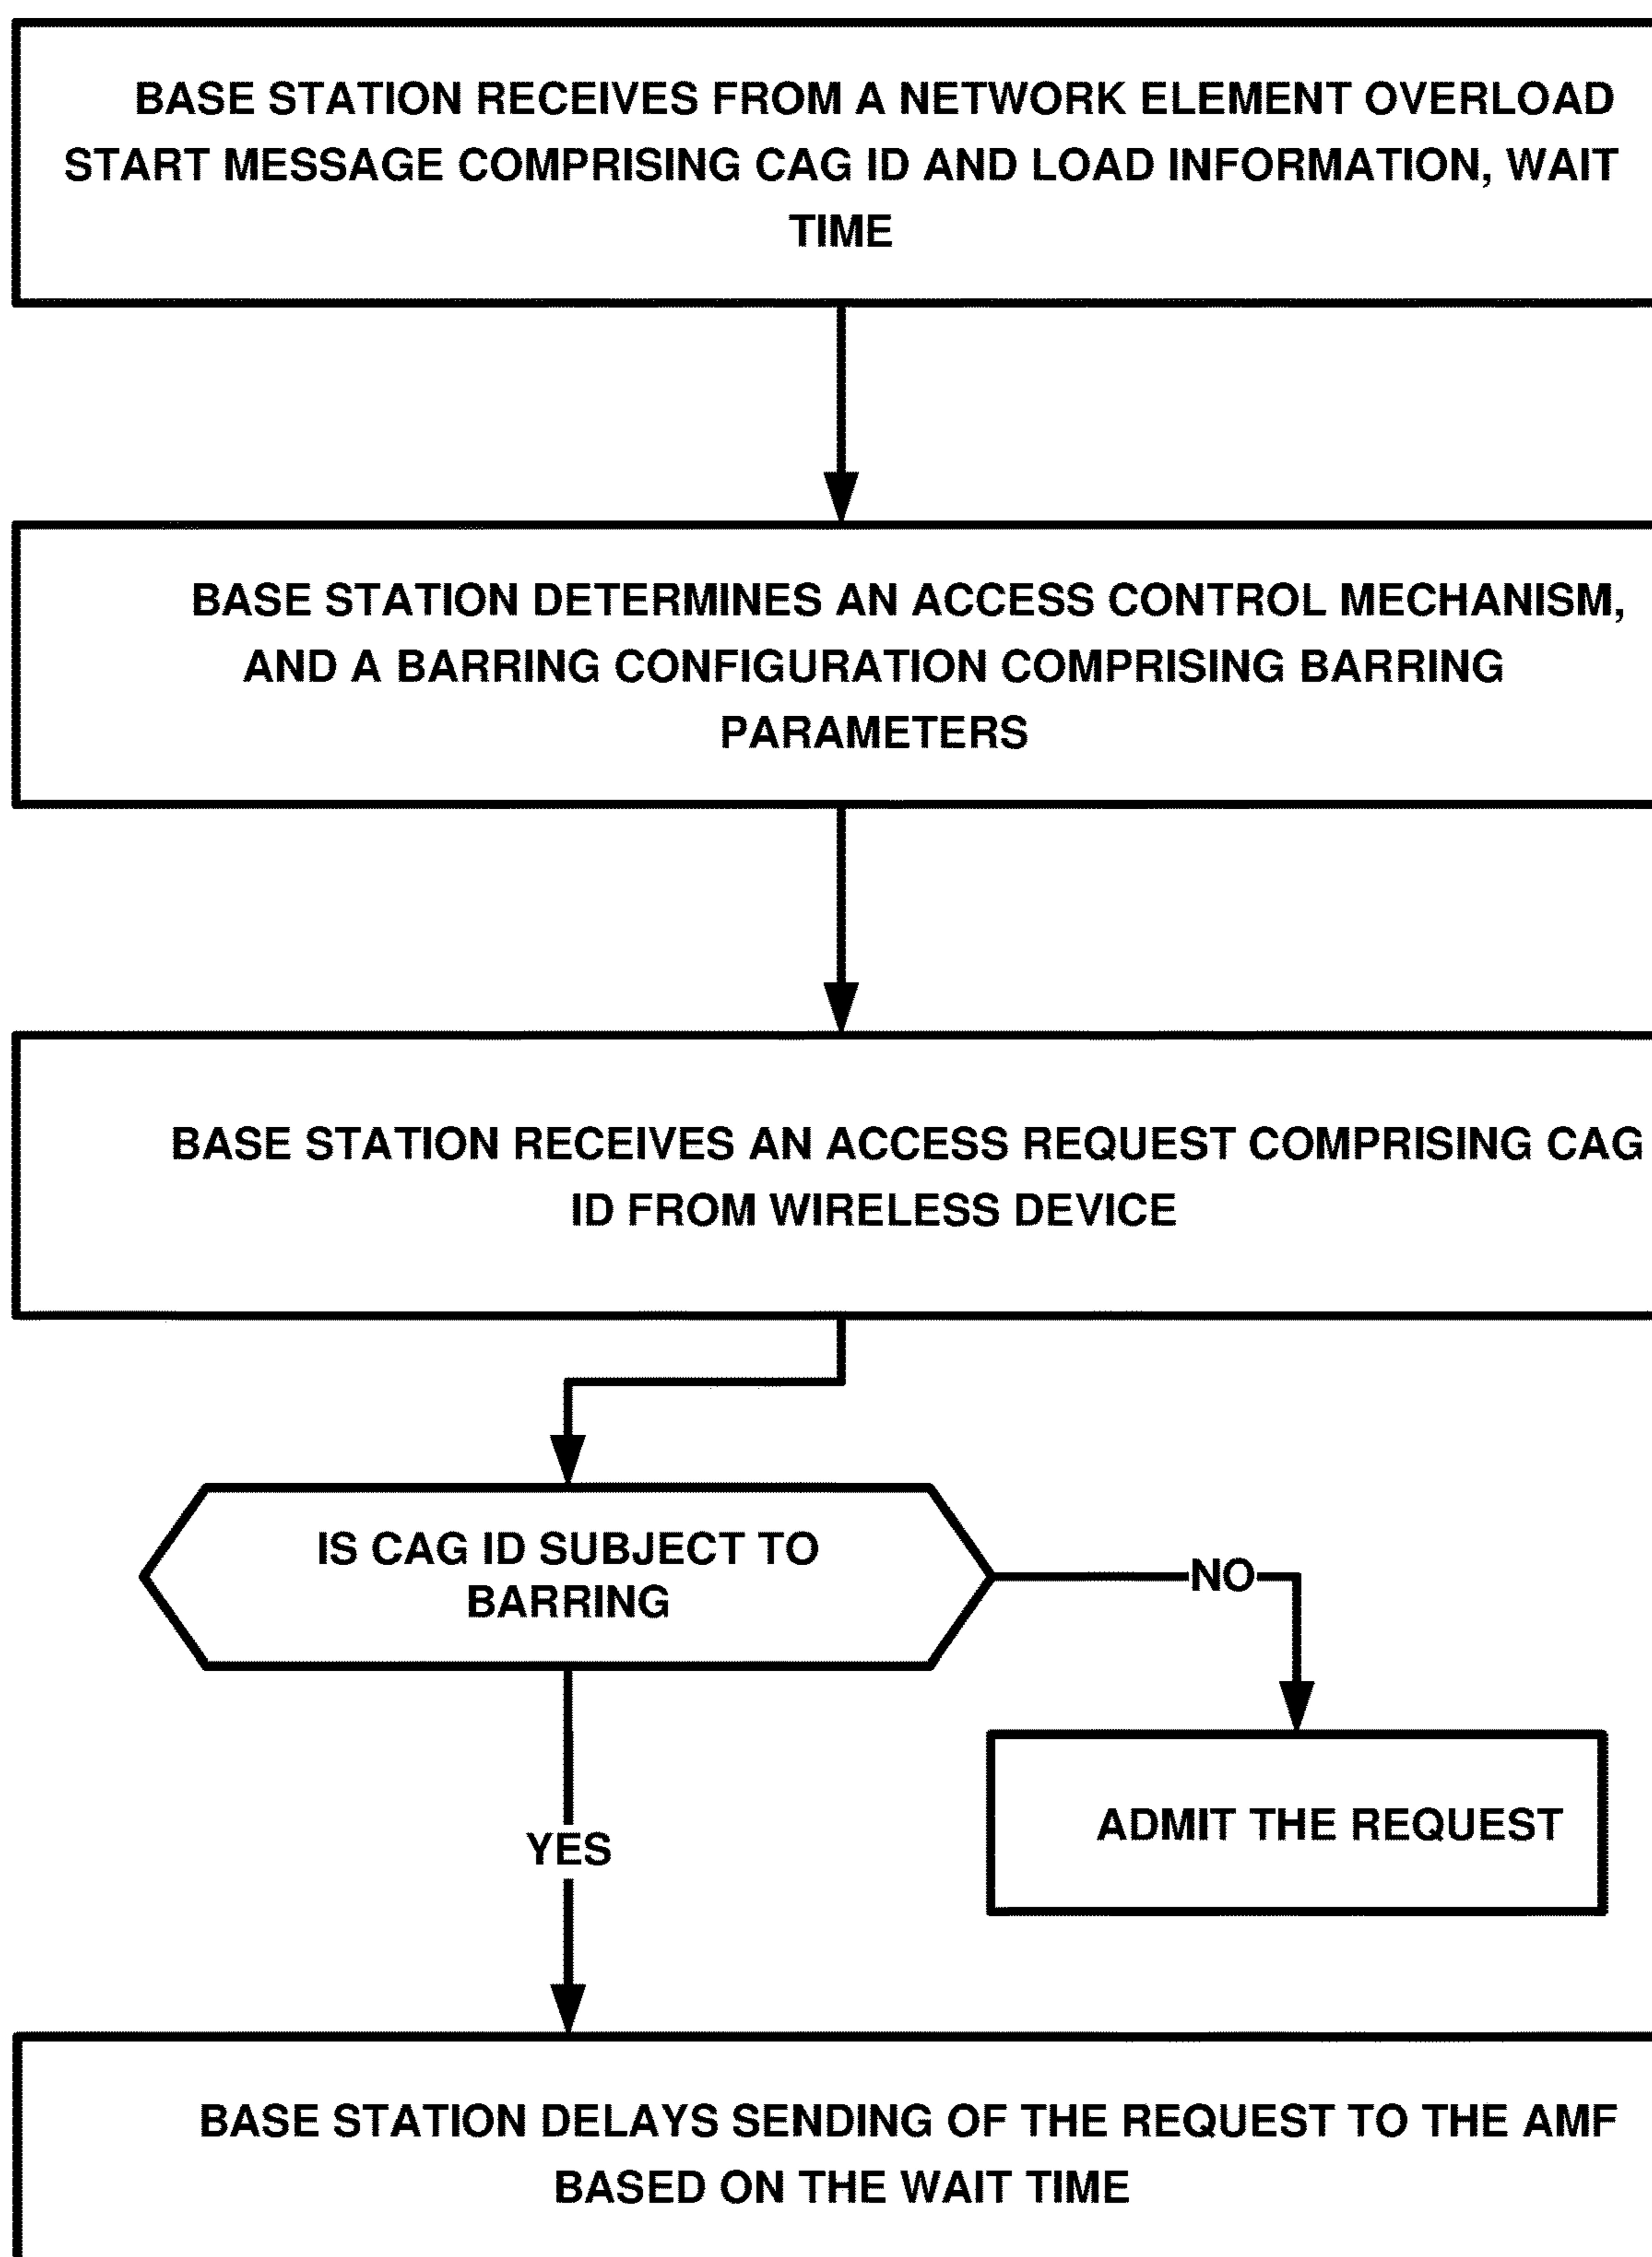 BASE STATION RECEIVES FROM A NETWORK ELEMENT OVERLOAD
START MESSAGE COMPRISING CAG ID AND LOAD INFORMATION, WAIT
TIME
BASE STATION DETERMINES AN ACCESS CONTROL MECHANISM,
AND A BARRING CONFIGURATION COMPRISING BARRING
PARAMETERS
BASE STATION RECEIVES AN ACCESS REQUEST COMPRISING CAG
ID FROM WIRELESS DEVICE
IS CAG ID SUBJECT TO
BARRING
NO
ADMIT THE REQUEST
YES
BASE STATION DELAYS SENDING OF THE REQUEST TO THE AMF
BASED ON THE WAIT TIME